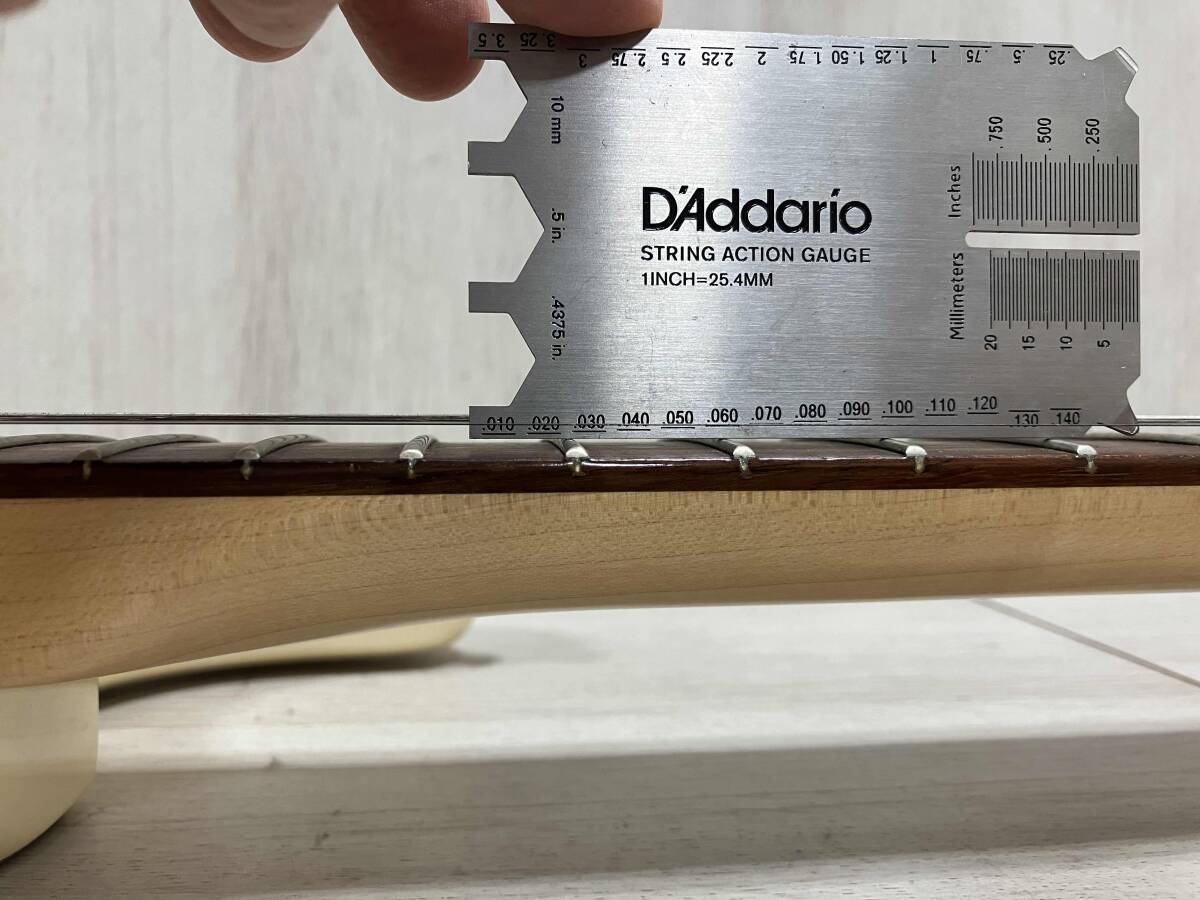 3.5 3.25 3 2.75 2.5 2.25 2 1.75 1.50 1.25 1 .75 .5 .25
10 mm
.5 in.
.4375 in.
D'Addario
STRING ACTION GAUGE
1INCH=25.4MM
Inches
.750 .500 .250
Millimeters
20 15 10 5
.010 .020 .030 .040 .050 .060 .070 .080 .090 .100 .110 .120 .130 .140